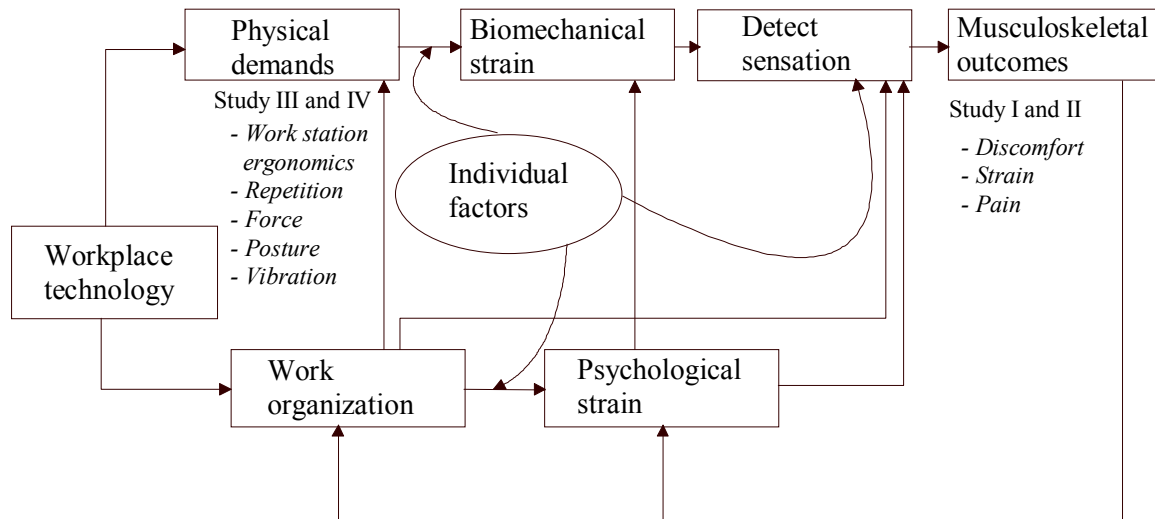 Physical
demands
Biomechanical
strain
Detect
sensation
Musculoskeletal
outcomes
Study III and IV
- Work station
ergonomics
- Repetition
- Force
- Posture
- Vibration
Study I and II
- Discomfort
- Strain
- Pain
Individual
factors
Workplace
technology
Work
organization
Psychological
strain